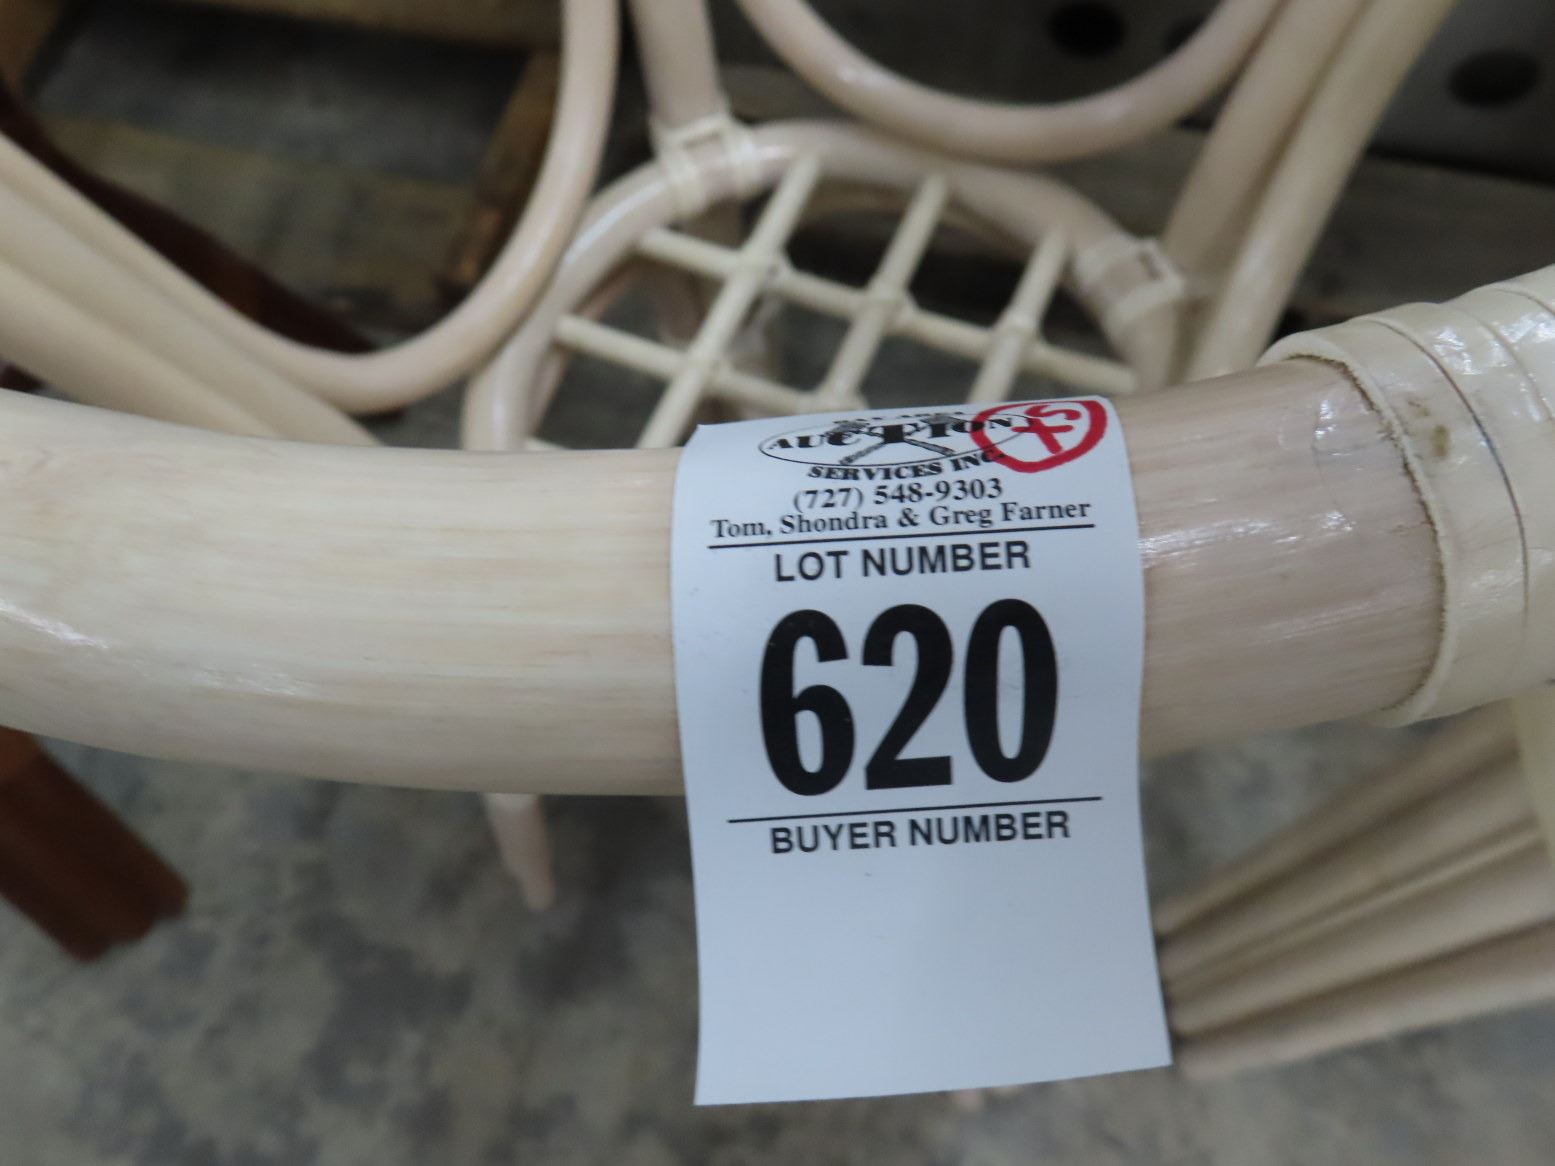 AUCTION
SERVICES INC.
(727) 548-9303
Tom, Shondra & Greg Farner
LOT NUMBER
620
BUYER NUMBER